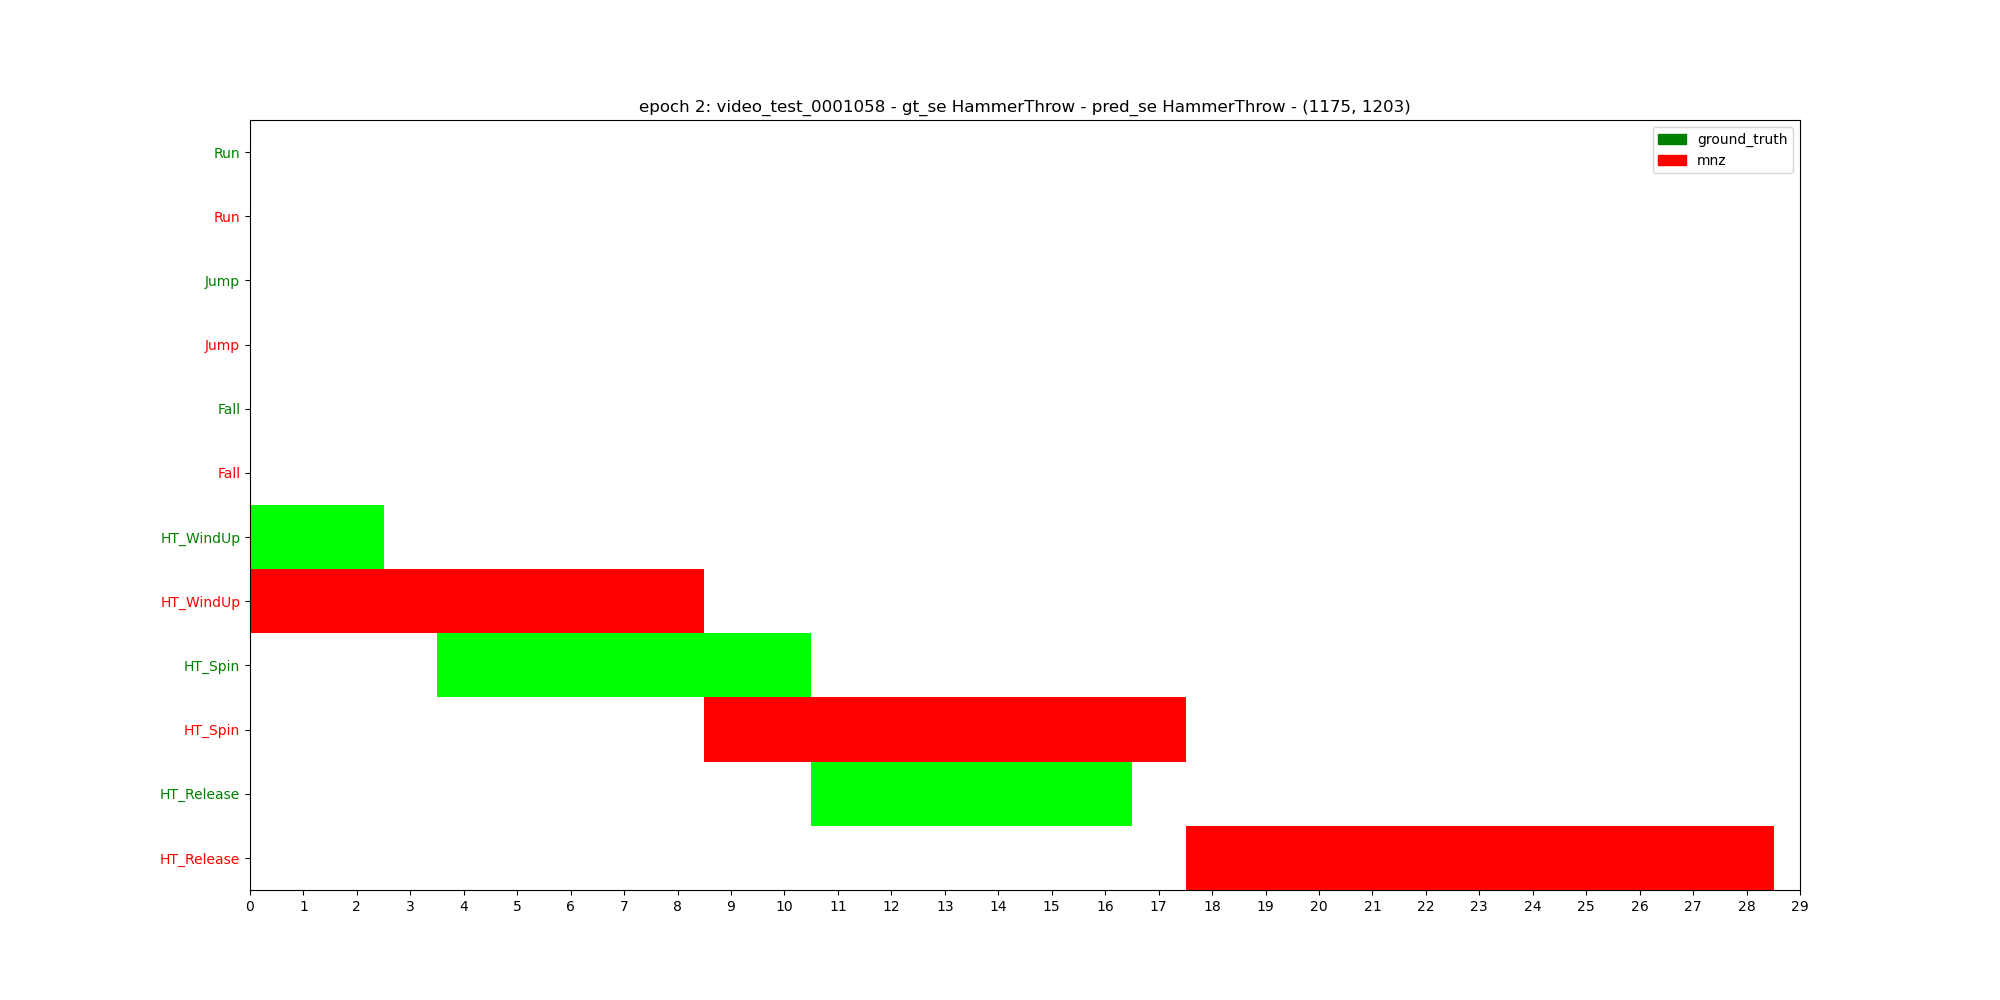 epoch 2: video_test_0001058 - gt_se HammerThrow - pred_se HammerThrow - (1175, 1203)
ground_truth
mnz
Run
Run
Jump
Jump
Fall
Fall
HT_WindUp
HT_WindUp
HT_Spin
HT_Spin
HT_Release
HT_Release
0 1 2 3 4 5 6 7 8 9 10 11 12 13 14 15 16 17 18 19 20 21 22 23 24 25 26 27 28 29